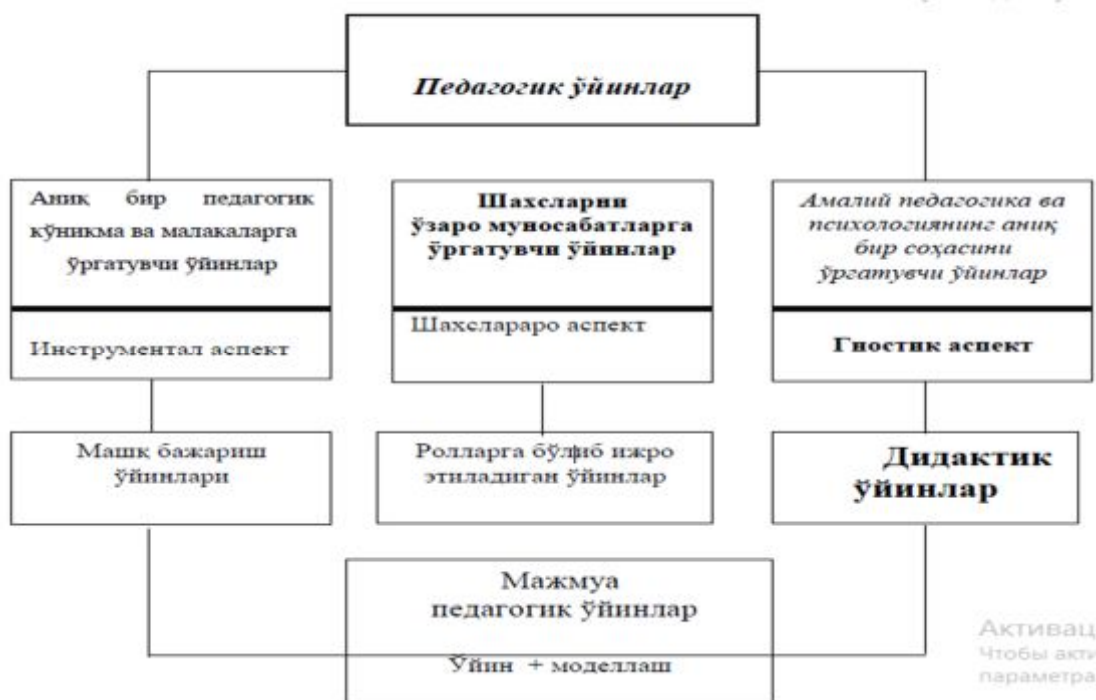 Педагогик ўйинлар
Аниқ бир педагогик
кўникма ва малакаларга
ўргатувчи ўйинлар
Инструментал аспект
Шахсларни
ўзаро муносабатларга
ўргатувчи ўйинлар
Шахслараро аспект
Амалий педагогика ва
психологиянинг аниқ
бир соҳасини
ўргатувчи ўйинлар
Гностик аспект
Машқ бажариш
ўйинлари
Ролларга бўлиб ижро
этиладиган ўйинлар
Дидактик
ўйинлар
Мажмуа
педагогик ўйинлар
Ўйин + моделлаш
Активац
Чтобы акти
параметра